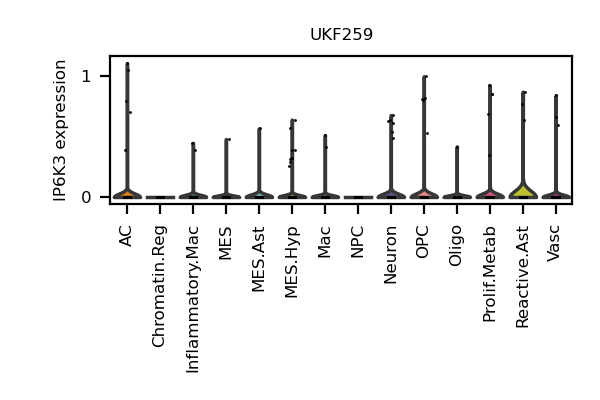 UKF259
IP6K3 expression
1
0
AC
Chromatin.Reg
Inflammatory.Mac
MES
MES.Ast
MES.Hyp
Mac
NPC
Neuron
OPC
Oligo
Prolif.Metab
Reactive.Ast
Vasc